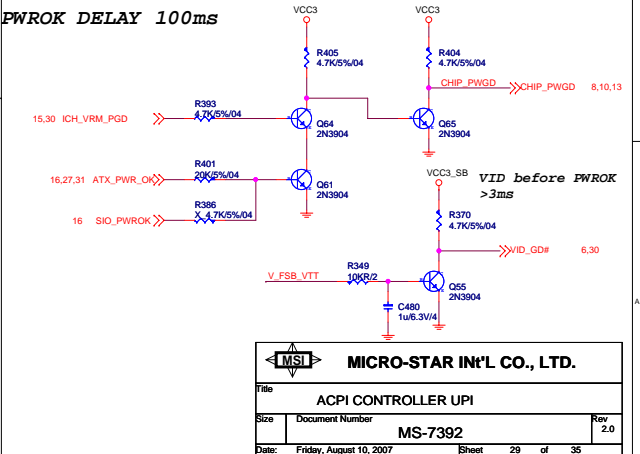 PWROK DELAY 100ms
VCC3
VCC3
R405
4.7K/5%/04
R404
4.7K/5%/04
CHIP_PWGD
CHIP_PWGD 8,10,13
R393
4.7K/5%/04
15,30 ICH_VRM_PGD
Q64
2N3904
Q65
2N3904
R401
20K/5%/04
16,27,31 ATX_PWR_OK
Q61
2N3904
R386
X_4.7K/5%/04
16 SIO_PWROK
VCC3_SB
VID before PWROK
>3ms
R370
4.7K/5%/04
VID_GD# 6,30
V_FSB_VTT
R349
10KR/2
Q55
2N3904
C480
1u/6.3V/4
A
MSI
MICRO-STAR INt'L CO., LTD.
Title
ACPI CONTROLLER UPI
Size
Document Number
MS-7392
Rev
2.0
Date: Friday, August 10, 2007
Sheet 29 of 35